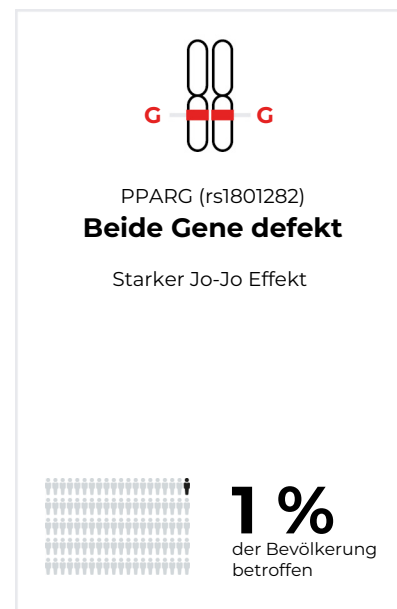 G G
PPARG (rs1801282)
Beide Gene defekt
Starker Jo-Jo Effekt
1 %
der Bevölkerung
betroffen